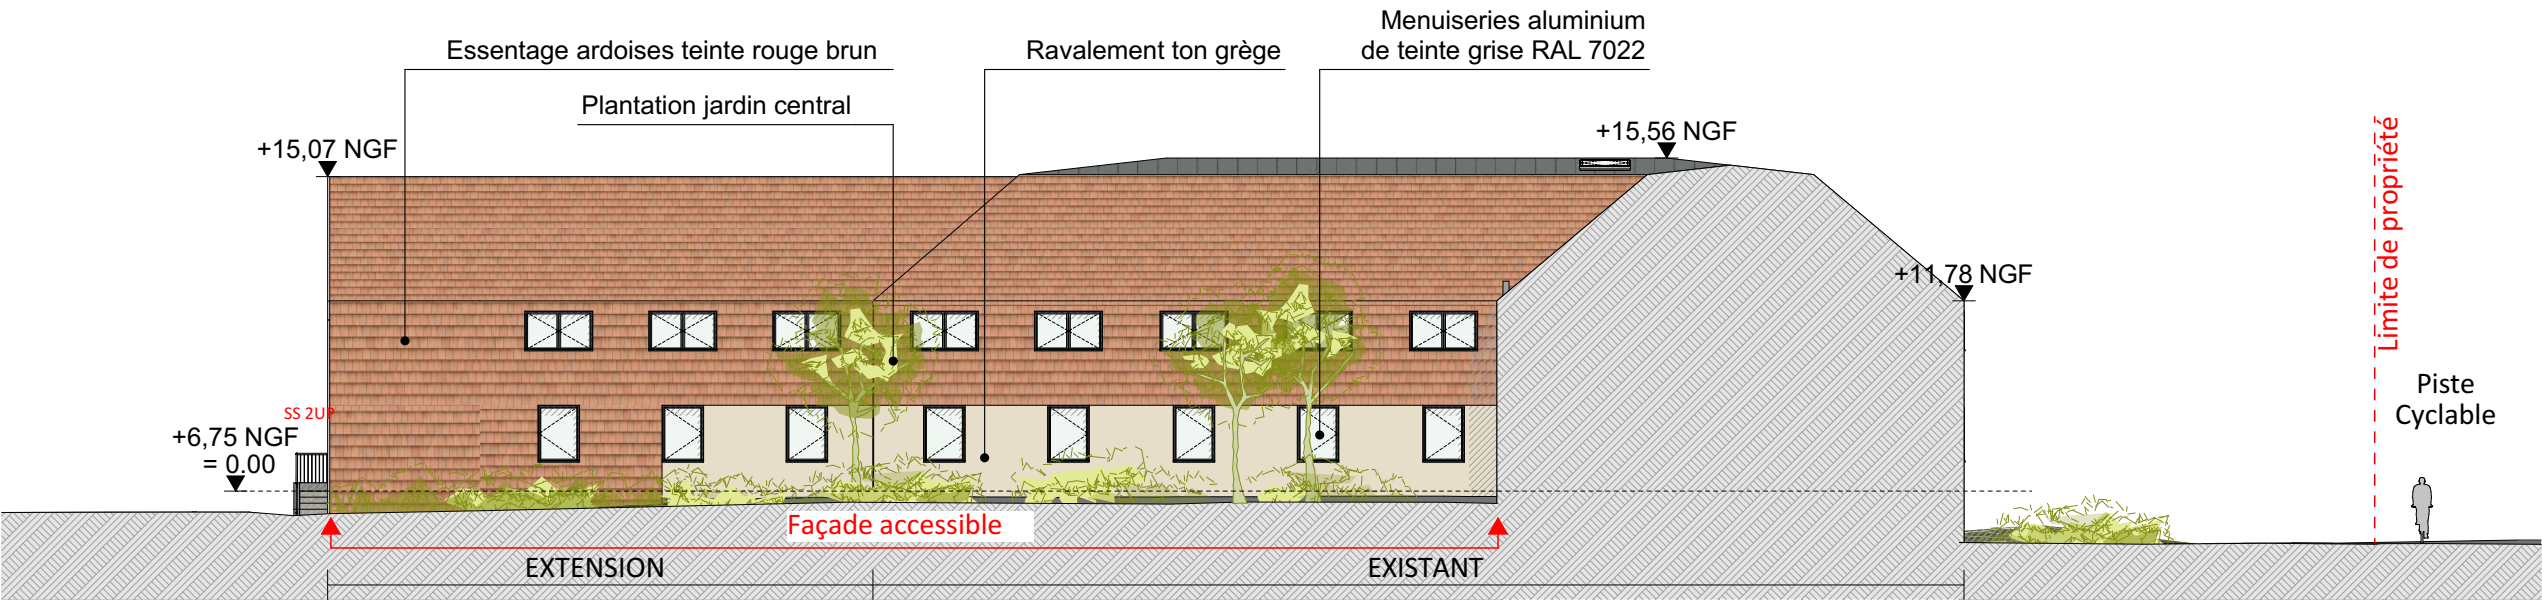 Menuiseries aluminium
de teinte grise RAL 7022
Essentage ardoises teinte rouge brun
Ravalement ton grège
Plantation jardin central
+15,07 NGF
+15,56 NGF
Limite de propriété
+11,78 NGF
Piste
Cyclable
SS 2UP
+6,75 NGF
= 0.00
Façade accessible
EXTENSION
EXISTANT